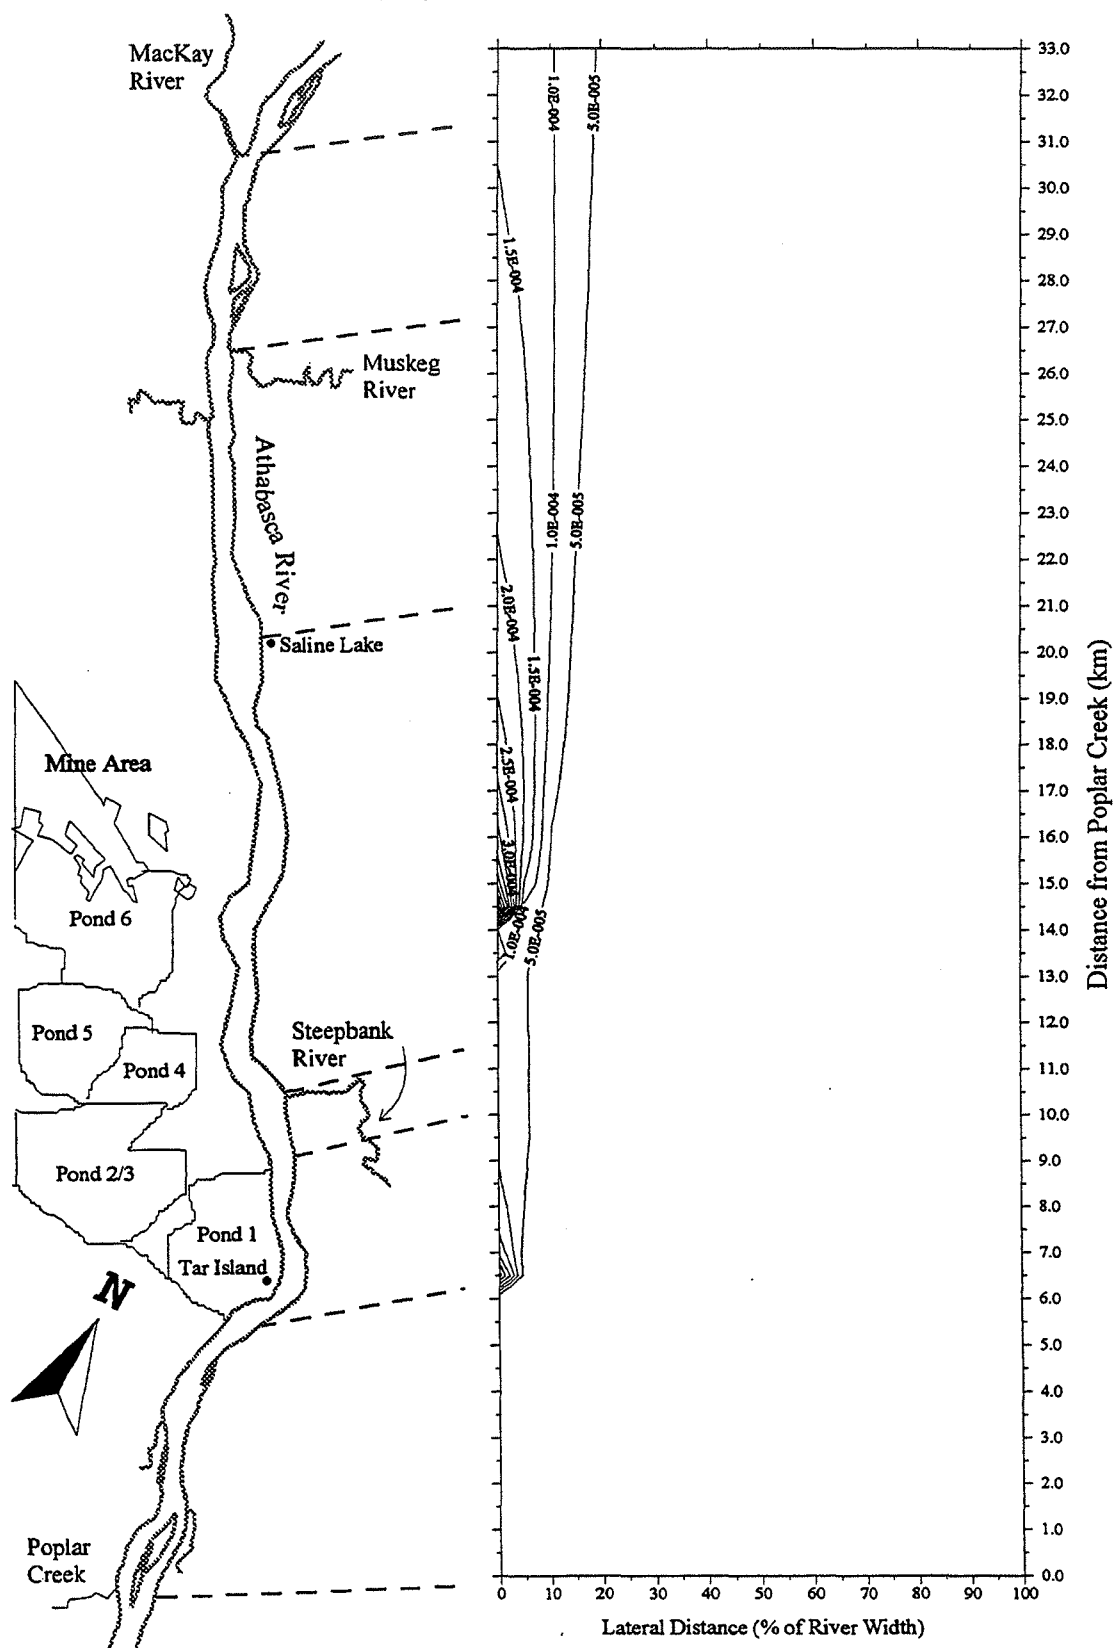 MacKay
River
Muskeg
River
Athabasca River
Saline Lake
Mine Area
Pond 6
Pond 5
Pond 4
Steepbank
River
Pond 2/3
Pond 1
Tar Island
N
Poplar
Creek
1.0E-004
5.0E-005
1.5E-004
1.0E-004
5.0E-005
2.0E-004
1.5E-004
2.5E-004
3.0E-004
1.0E-004
5.0E-005
33.0
32.0
31.0
30.0
29.0
28.0
27.0
26.0
25.0
24.0
23.0
22.0
21.0
20.0
19.0
18.0
17.0
16.0
15.0
14.0
13.0
12.0
11.0
10.0
9.0
8.0
7.0
6.0
5.0
4.0
3.0
2.0
1.0
0.0
Distance from Poplar Creek (km)
0 10 20 30 40 50 60 70 80 90 100
Lateral Distance (% of River Width)